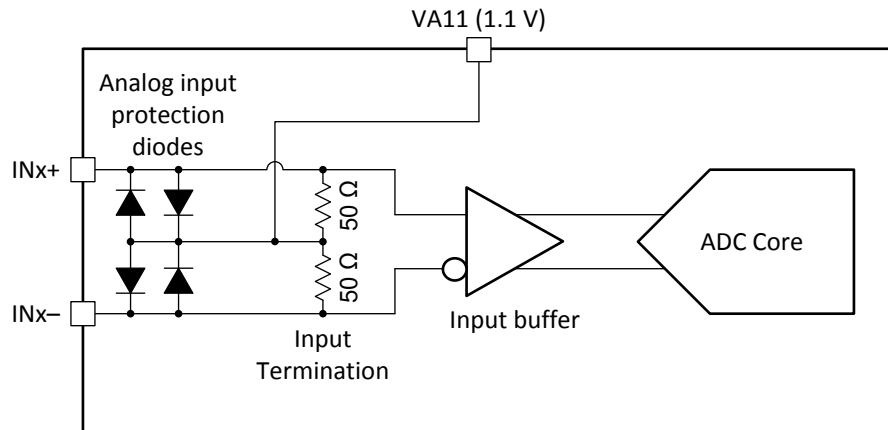 VA11 (1.1 V)
Analog input
protection
diodes
INx+
50 Ω
50 Ω
ADC Core
INx–
Input buffer
Input
Termination